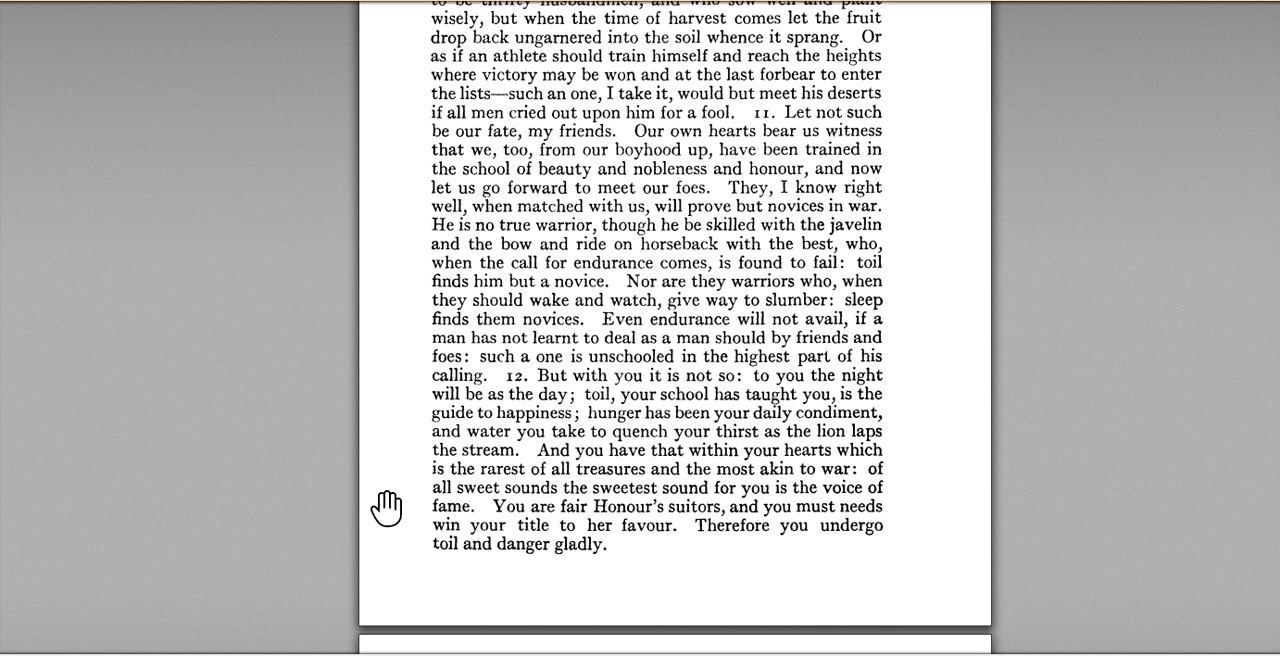 to be thrifty husbandmen, and who sow well and plant
wisely, but when the time of harvest comes let the fruit
drop back ungarnered into the soil whence it sprang. Or
as if an athlete should train himself and reach the heights
where victory may be won and at the last forbear to enter
the lists—such an one, I take it, would but meet his deserts
if all men cried out upon him for a fool. 11. Let not such
be our fate, my friends. Our own hearts bear us witness
that we, too, from our boyhood up, have been trained in
the school of beauty and nobleness and honour, and now
let us go forward to meet our foes. They, I know right
well, when matched with us, will prove but novices in war.
He is no true warrior, though he be skilled with the javelin
and the bow and ride on horseback with the best, who,
when the call for endurance comes, is found to fail: toil
finds him but a novice. Nor are they warriors who, when
they should wake and watch, give way to slumber: sleep
finds them novices. Even endurance will not avail, if a
man has not learnt to deal as a man should by friends and
foes: such a one is unschooled in the highest part of his
calling. 12. But with you it is not so: to you the night
will be as the day; toil, your school has taught you, is the
guide to happiness; hunger has been your daily condiment,
and water you take to quench your thirst as the lion laps
the stream. And you have that within your hearts which
is the rarest of all treasures and the most akin to war: of
all sweet sounds the sweetest sound for you is the voice of
fame. You are fair Honour's suitors, and you must needs
win your title to her favour. Therefore you undergo
toil and danger gladly.